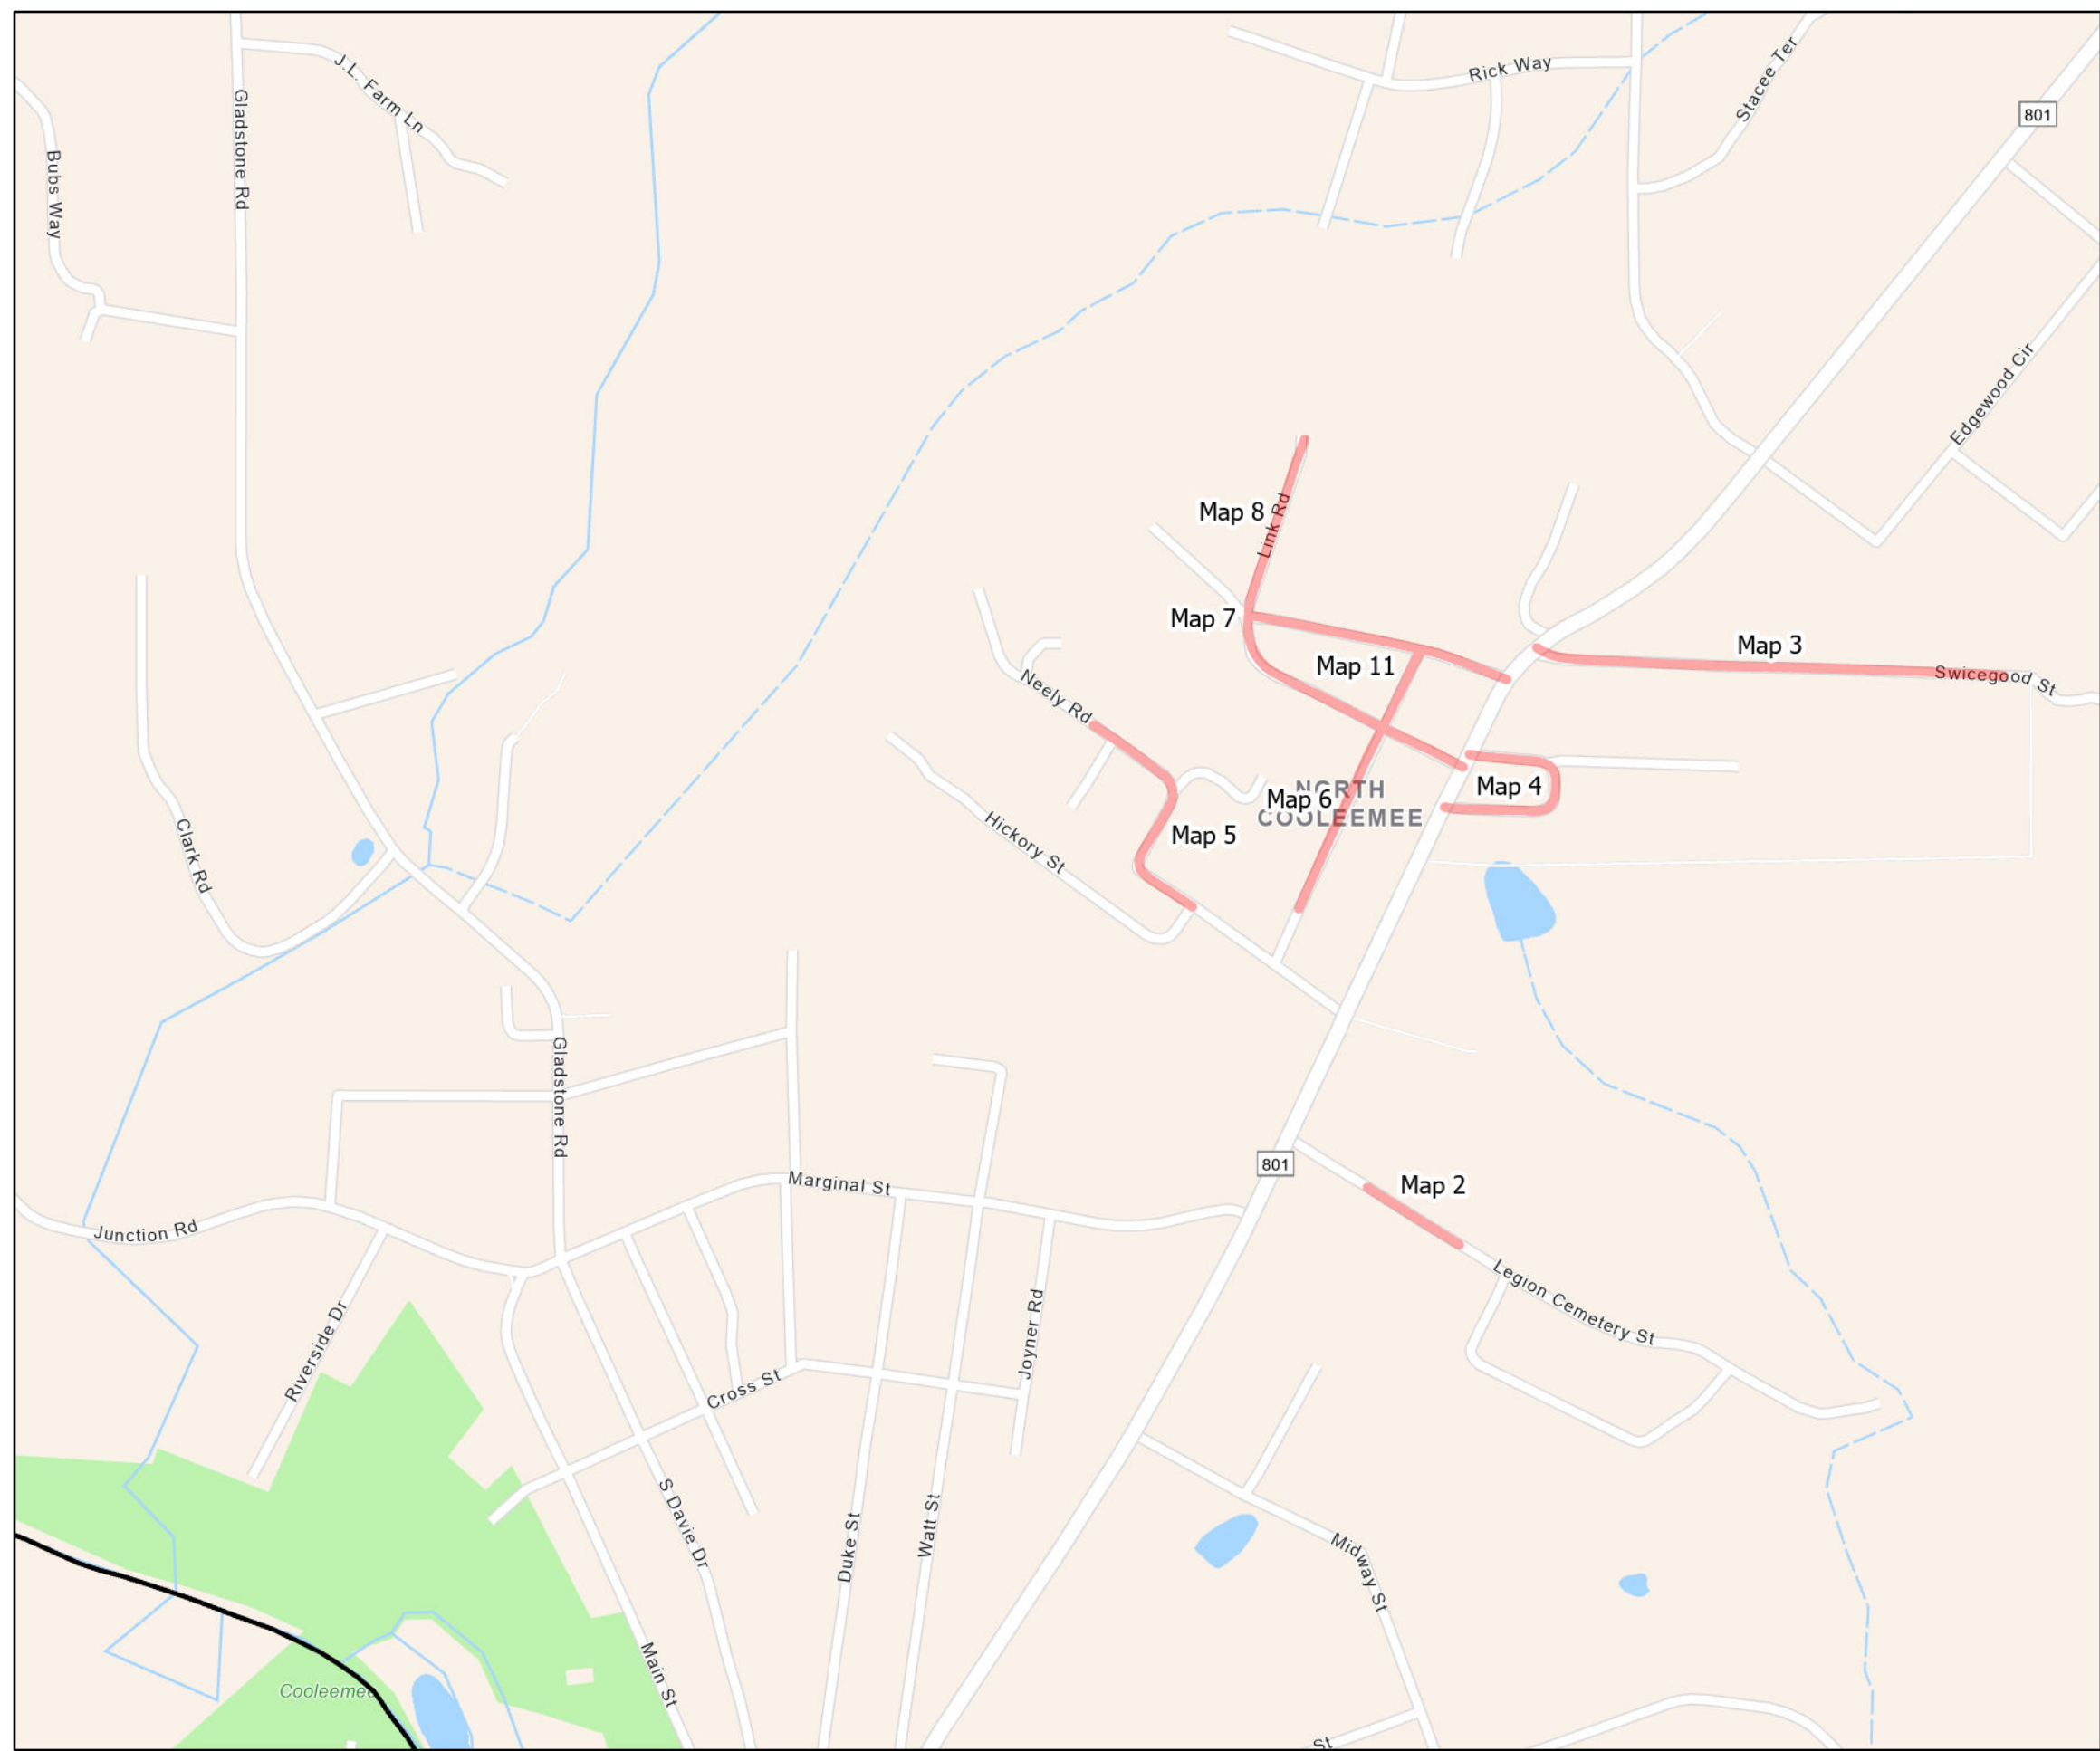 Rick Way
J.L. Farm Ln
Stacee Ter
Gladstone Rd
801
Bubs Way
Edgewood Cir
Map 8
Link Rd
Map 7
Map 3
Map 11
Swicegood St
Neely Rd
Map 4
Map 6
NORTH
COOLEEMEE
Clark Rd
Hickory St
Map 5
Gladstone Rd
801
Marginal St
Map 2
Junction Rd
Legion Cemetery St
Riverside Dr
Joyner Rd
Cross St
S Davie Dr
Duke St
Watt St
Midway St
Main St
Cooleemee
St